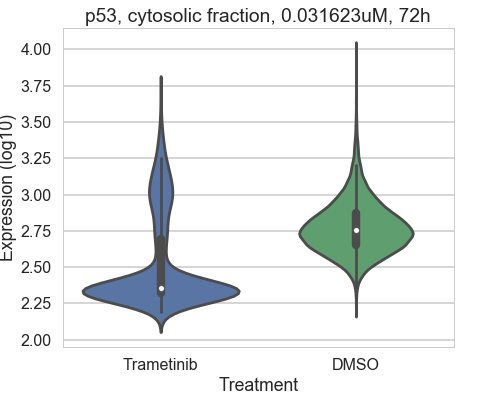 p53, cytosolic fraction, 0.031623uM, 72h
4.00
3.75
3.50
3.25
3.00
2.75
2.50
2.25
2.00
Expression (log10)
Trametinib
DMSO
Treatment